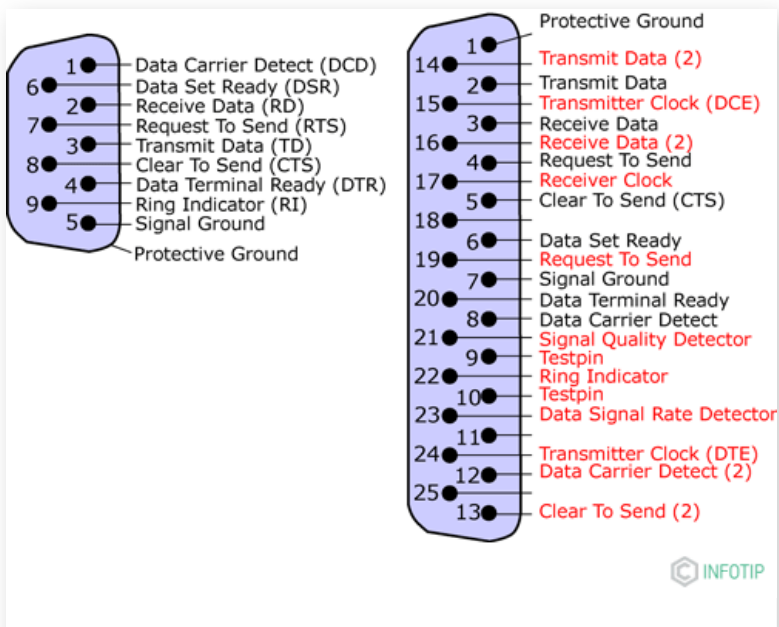 1 Data Carrier Detect (DCD)
6 Data Set Ready (DSR)
2 Receive Data (RD)
7 Request To Send (RTS)
3 Transmit Data (TD)
8 Clear To Send (CTS)
4 Data Terminal Ready (DTR)
9 Ring Indicator (RI)
5 Signal Ground
Protective Ground
1 Protective Ground
14 Transmit Data (2)
2 Transmit Data
15 Transmitter Clock (DCE)
3 Receive Data
16 Receive Data (2)
4 Request To Send
17 Receiver Clock
5 Clear To Send (CTS)
18
6 Data Set Ready
19 Request To Send
7 Signal Ground
20 Data Terminal Ready
8 Data Carrier Detect
21 Signal Quality Detector
9 Testpin
22 Ring Indicator
10 Testpin
23 Data Signal Rate Detector
11
24 Transmitter Clock (DTE)
12 Data Carrier Detect (2)
25
13 Clear To Send (2)
INFOTIP